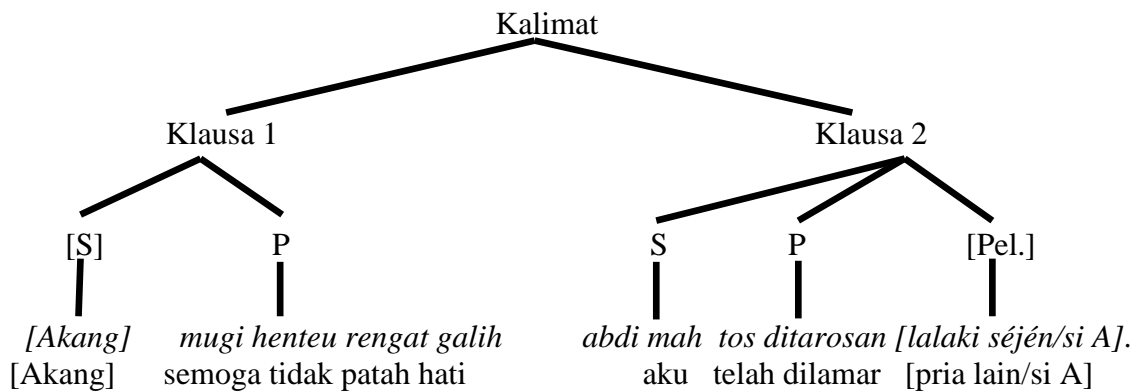 Kalimat
Klausa 1 Klausa 2
[S] P S P [Pel.]
[Akang] mugi henteu rengat galih abdi mah tos ditarosan [lalaki séjén/si A].
[Akang] semoga tidak patah hati aku telah dilamar [pria lain/si A]